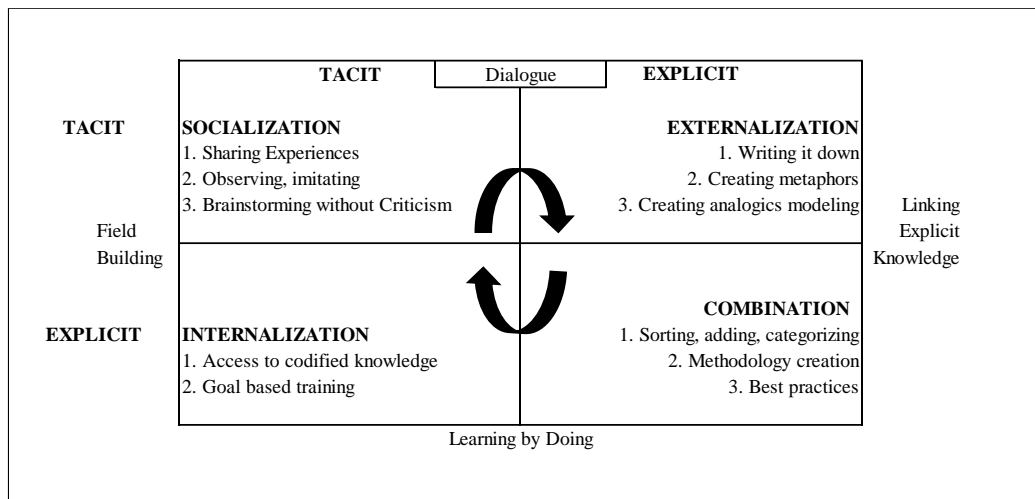 TACIT
Dialogue
EXPLICIT
TACIT
SOCIALIZATION
1. Sharing Experiences
2. Observing, imitating
3. Brainstorming without Criticism
EXTERNALIZATION
1. Writing it down
2. Creating metaphors
3. Creating analogics modeling
Field
Building
Linking
Explicit
Knowledge
EXPLICIT
INTERNALIZATION
1. Access to codified knowledge
2. Goal based training
COMBINATION
1. Sorting, adding, categorizing
2. Methodology creation
3. Best practices
Learning by Doing